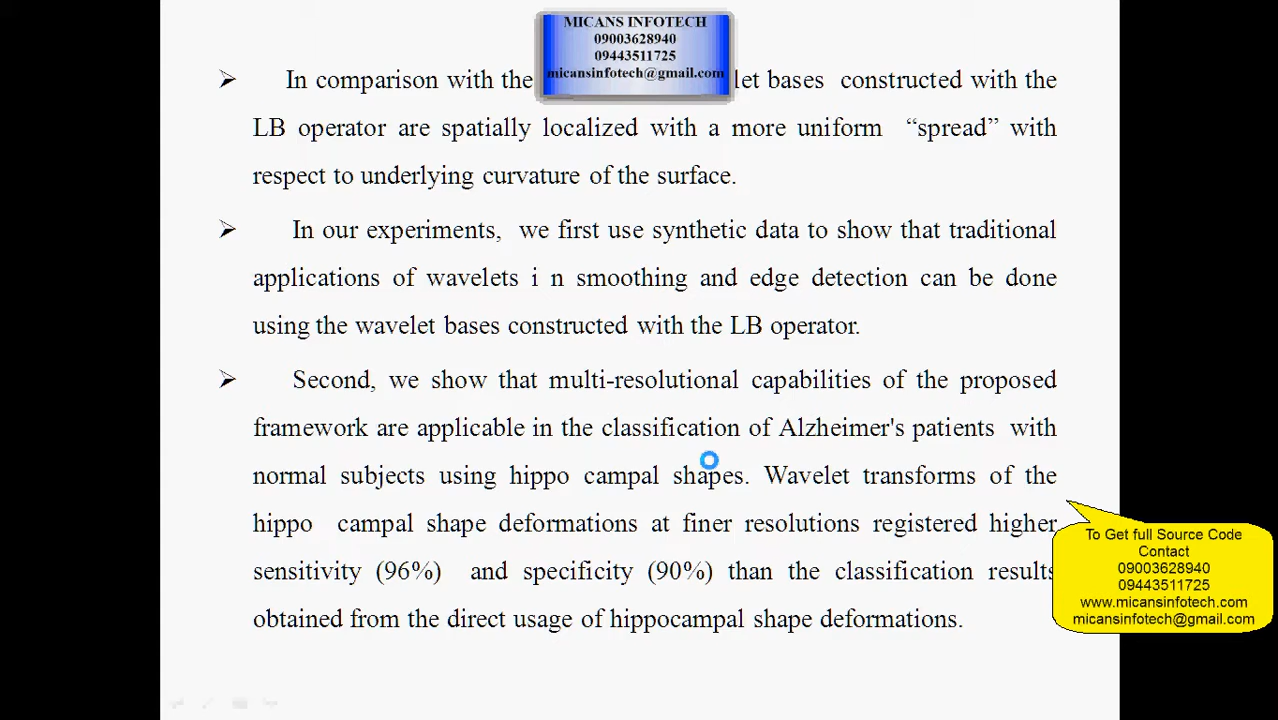 MICANS INFOTECH
09003628940
09443511725
micansinfotech@gmail.com
In comparison with the let bases constructed with the
LB operator are spatially localized with a more uniform “spread” with
respect to underlying curvature of the surface.
In our experiments, we first use synthetic data to show that traditional
applications of wavelets i n smoothing and edge detection can be done
using the wavelet bases constructed with the LB operator.
Second, we show that multi-resolutional capabilities of the proposed
framework are applicable in the classification of Alzheimer's patients with
normal subjects using hippo campal shapes. Wavelet transforms of the
hippo campal shape deformations at finer resolutions registered higher
sensitivity (96%) and specificity (90%) than the classification results
obtained from the direct usage of hippocampal shape deformations.
To Get full Source Code
Contact
09003628940
09443511725
www.micansinfotech.com
micansinfotech@gmail.com